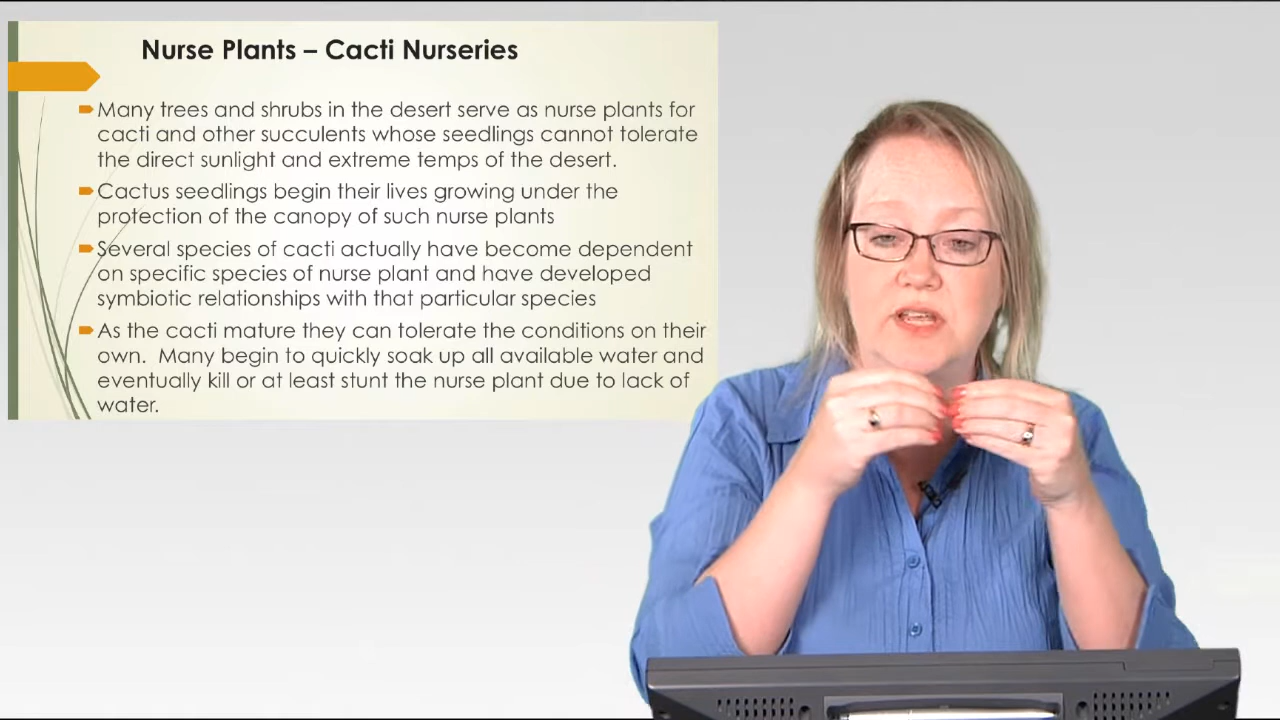 Nurse Plants – Cacti Nurseries
Many trees and shrubs in the desert serve as nurse plants for
cacti and other succulents whose seedlings cannot tolerate
the direct sunlight and extreme temps of the desert.
Cactus seedlings begin their lives growing under the
protection of the canopy of such nurse plants
Several species of cacti actually have become dependent
on specific species of nurse plant and have developed
symbiotic relationships with that particular species
As the cacti mature they can tolerate the conditions on their
own.  Many begin to quickly soak up all available water and
eventually kill or at least stunt the nurse plant due to lack of
water.